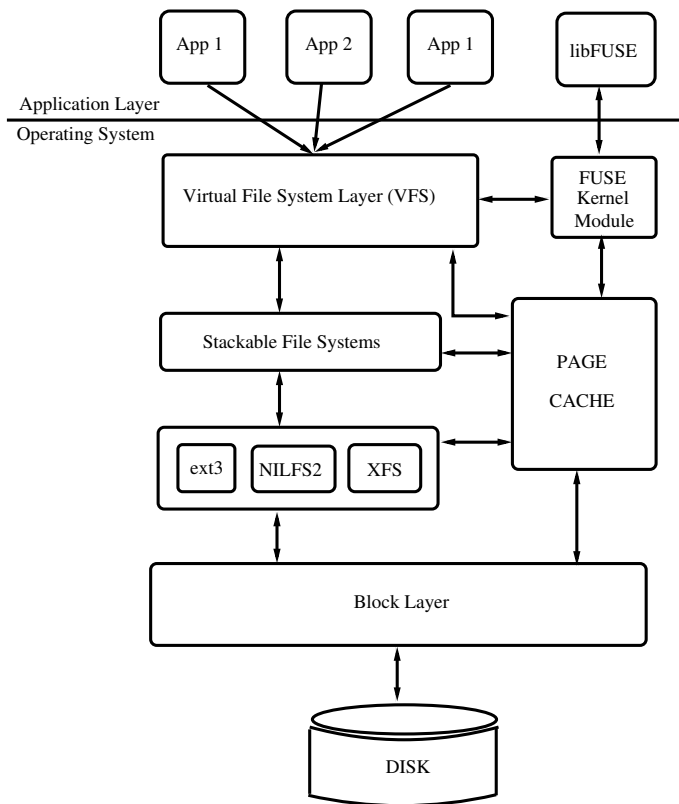 App 1
App 2
App 1
libFUSE
Application Layer
Operating System
Virtual File System Layer (VFS)
FUSE
Kernel
Module
Stackable File Systems
PAGE
CACHE
ext3
NILFS2
XFS
Block Layer
DISK